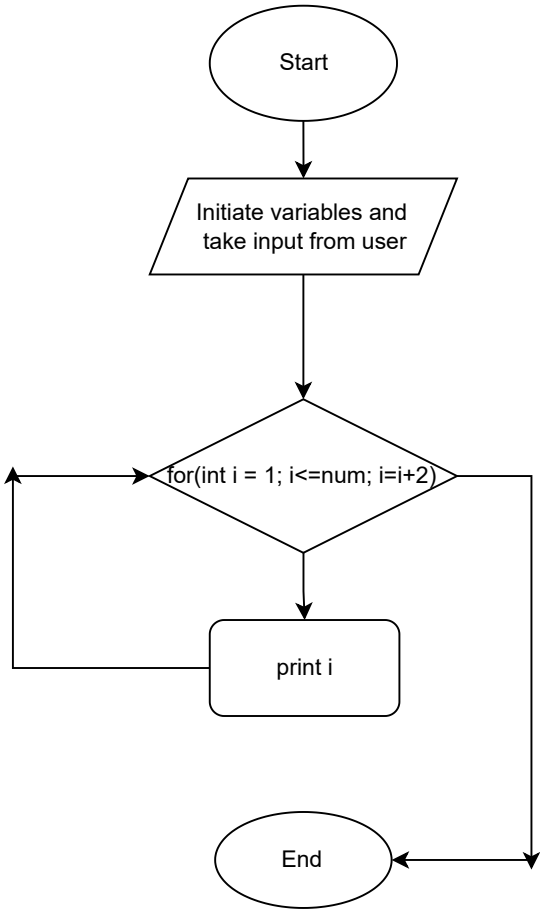 Start
Initiate variables and
take input from user
for(int i = 1; i<=num; i=i+2)
print i
End